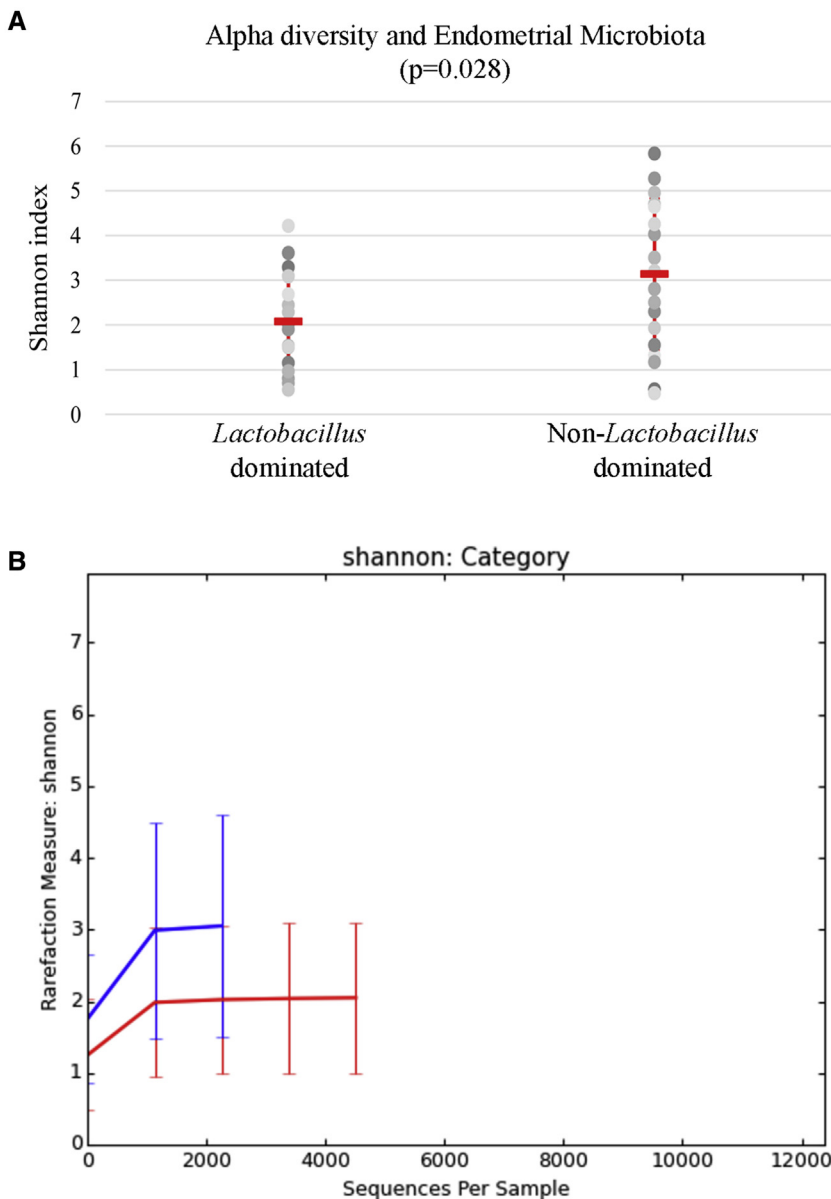 A
Alpha diversity and Endometrial Microbiota
(p=0.028)
7
6
5
4
3
2
1
0
Shannon index
Lactobacillus
dominated
Non-Lactobacillus
dominated
B
shannon: Category
7
6
5
4
3
2
1
0
Rarefaction Measure: shannon
0 2000 4000 6000 8000 10000 12000
Sequences Per Sample